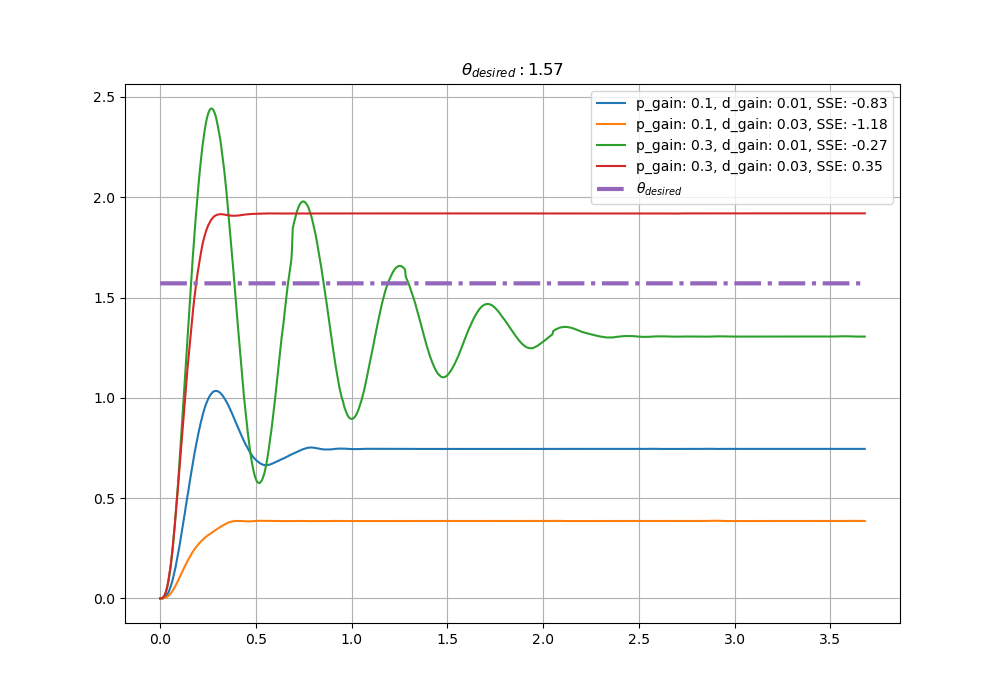 θdesired : 1.57
p_gain: 0.1, d_gain: 0.01, SSE: -0.83
p_gain: 0.1, d_gain: 0.03, SSE: -1.18
p_gain: 0.3, d_gain: 0.01, SSE: -0.27
p_gain: 0.3, d_gain: 0.03, SSE: 0.35
θdesired
2.5
2.0
1.5
1.0
0.5
0.0
0.0 0.5 1.0 1.5 2.0 2.5 3.0 3.5